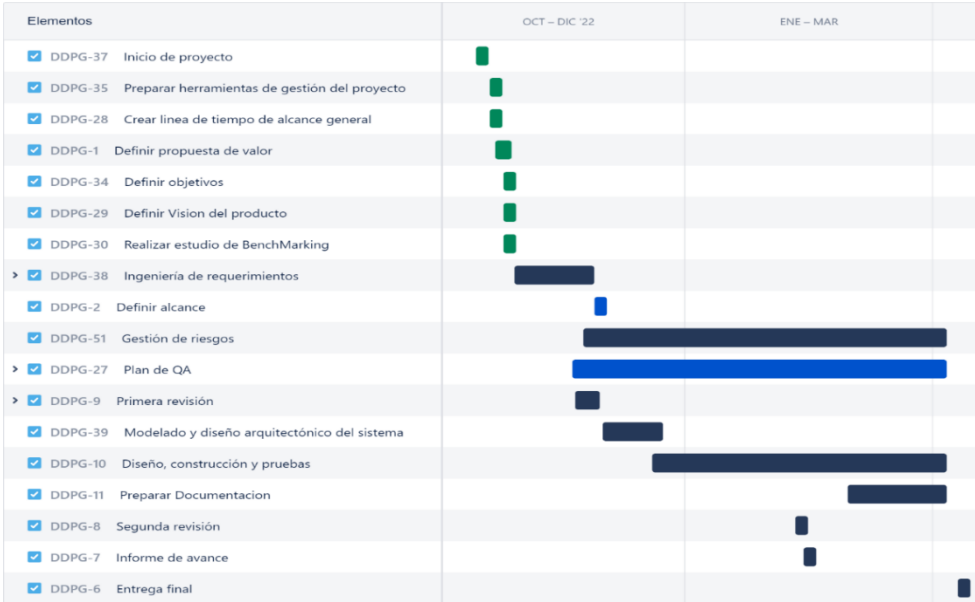 Elementos OCT – DIC '22 ENE – MAR
DDPG-37 Inicio de proyecto
DDPG-35 Preparar herramientas de gestión del proyecto
DDPG-28 Crear linea de tiempo de alcance general
DDPG-1 Definir propuesta de valor
DDPG-34 Definir objetivos
DDPG-29 Definir Vision del producto
DDPG-30 Realizar estudio de BenchMarking
DDPG-38 Ingeniería de requerimientos
DDPG-2 Definir alcance
DDPG-51 Gestión de riesgos
DDPG-27 Plan de QA
DDPG-9 Primera revisión
DDPG-39 Modelado y diseño arquitectónico del sistema
DDPG-10 Diseño, construcción y pruebas
DDPG-11 Preparar Documentacion
DDPG-8 Segunda revisión
DDPG-7 Informe de avance
DDPG-6 Entrega final